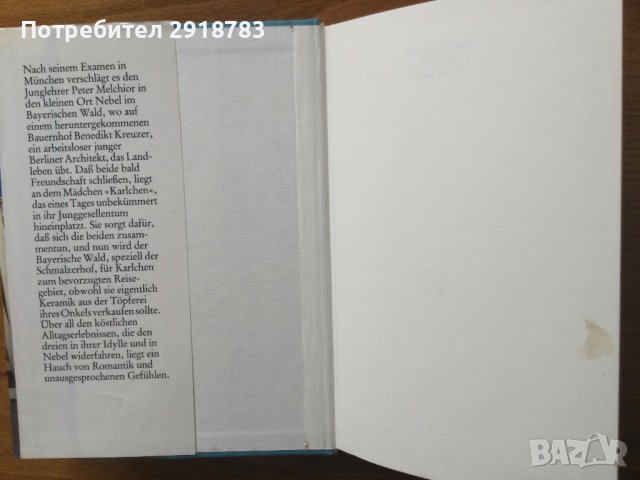 Потребител 2918783
Nach seinem Examen in
München verschlägt es den
Junglehrer Peter Melchior in
den kleinen Ort Nebel im
Bayerischen Wald, wo auf
einem heruntergekommenen
Bauernhof Benedikt Kreuzer,
ein arbeitsloser junger
Berliner Architekt, das Land-
leben übt. Daß beide bald
Freundschaft schließen, liegt
an dem Mädchen »Karlchen«,
das eines Tages unbekümmert
in ihr Junggesellentum
hineinplatzt. Sie sorgt dafür,
daß sich die beiden zusam-
mentun, und nun wird der
Bayerische Wald, speziell der
Schmalzerhof, für Karlchen
zum bevorzugten Reise-
gebiet, obwohl sie eigentlich
Keramik aus der Töpferei
ihres Onkels verkaufen sollte.
Über all den köstlichen
Alltagserlebnissen, die den
dreien in ihrer Idylle und in
Nebel widerfahren, liegt ein
Hauch von Romantik und
unausgesprochenen Gefühlen.
BAZAR